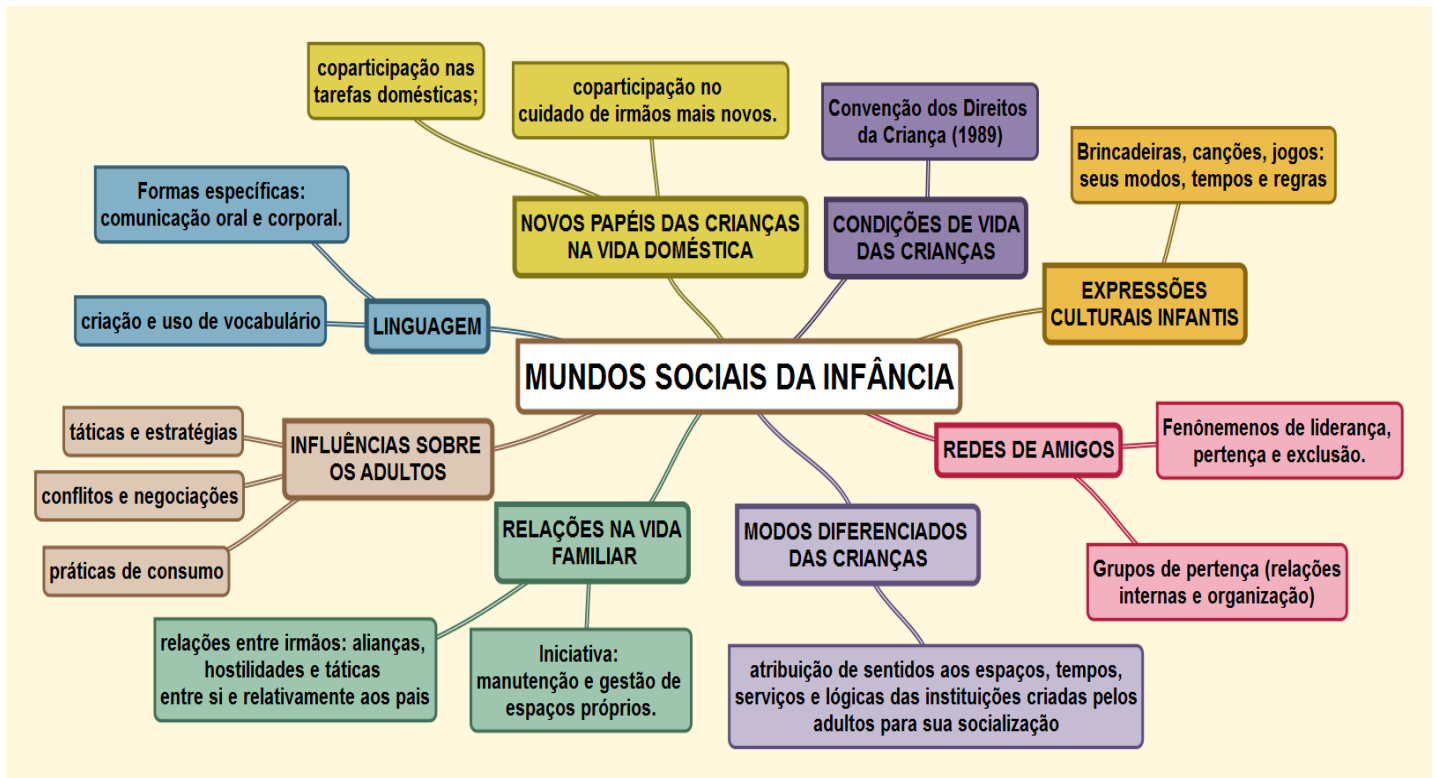 MUNDOS SOCIAIS DA INFÂNCIA
LINGUAGEM
Formas específicas:
comunicação oral e corporal.
criação e uso de vocabulário
NOVOS PAPÉIS DAS CRIANÇAS
NA VIDA DOMÉSTICA
coparticipação nas
tarefas domésticas;
coparticipação no
cuidado de irmãos mais novos.
CONDIÇÕES DE VIDA
DAS CRIANÇAS
Convenção dos Direitos
da Criança (1989)
EXPRESSÕES
CULTURAIS INFANTIS
Brincadeiras, canções, jogos:
seus modos, tempos e regras
REDES DE AMIGOS
Fenônemenos de liderança,
pertença e exclusão.
Grupos de pertença (relações
internas e organização)
MODOS DIFERENCIADOS
DAS CRIANÇAS
atribuição de sentidos aos espaços, tempos,
serviços e lógicas das instituições criadas pelos
adultos para sua socialização
RELAÇÕES NA VIDA
FAMILIAR
Iniciativa:
manutenção e gestão de
espaços próprios.
relações entre irmãos: alianças,
hostilidades e táticas
entre si e relativamente aos pais
INFLUÊNCIAS SOBRE
OS ADULTOS
táticas e estratégias
conflitos e negociações
práticas de consumo